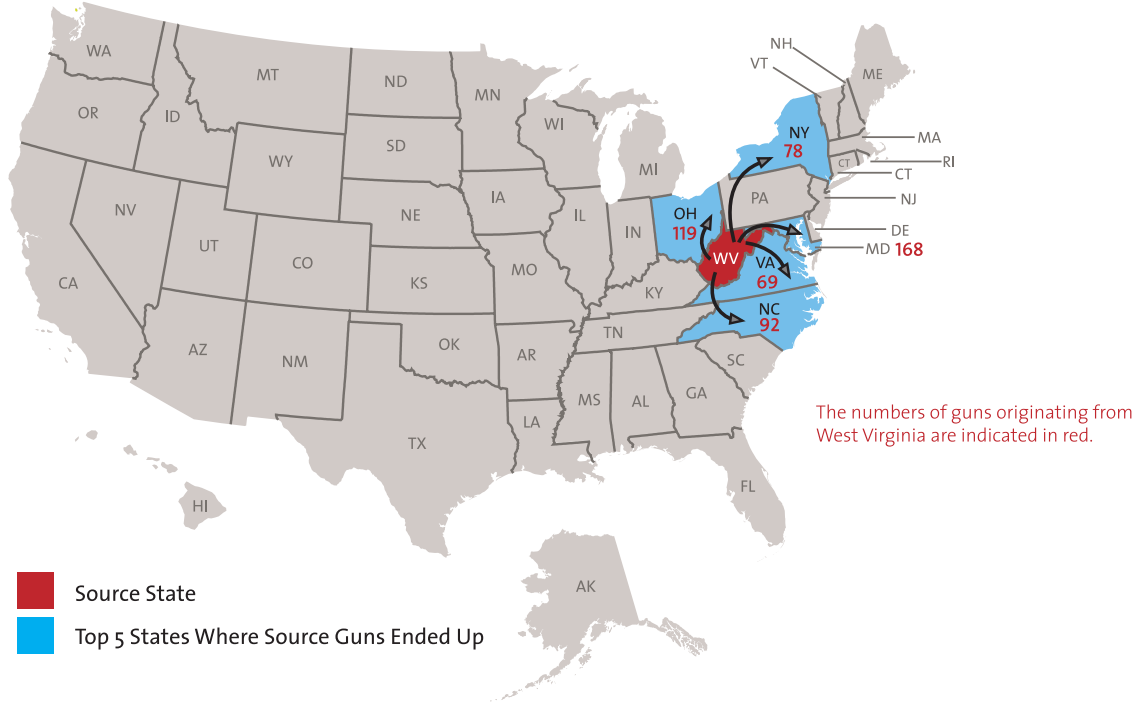 NH
VT
ME
WA
MT
ND
MN
OR
ID
WI
NY
78
MA
SD
WY
MI
CT
RI
CT
IA
PA
NJ
NE
NV
IL
IN
OH
119
DE
UT
MD 168
CO
WV
VA
69
MO
KS
CA
KY
NC
92
TN
AZ
NM
OK
AR
SC
MS
AL
GA
The numbers of guns originating from
West Virginia are indicated in red.
LA
TX
FL
HI
AK
Source State
Top 5 States Where Source Guns Ended Up